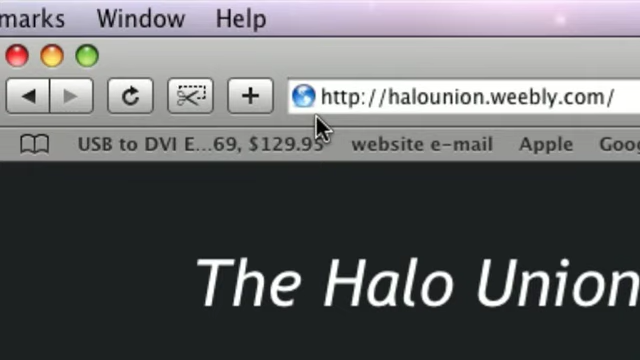 marks Window Help
http://halounion.weebly.com/
USB to DVI E...69, $129.95 website e-mail Apple Goo
The Halo Union